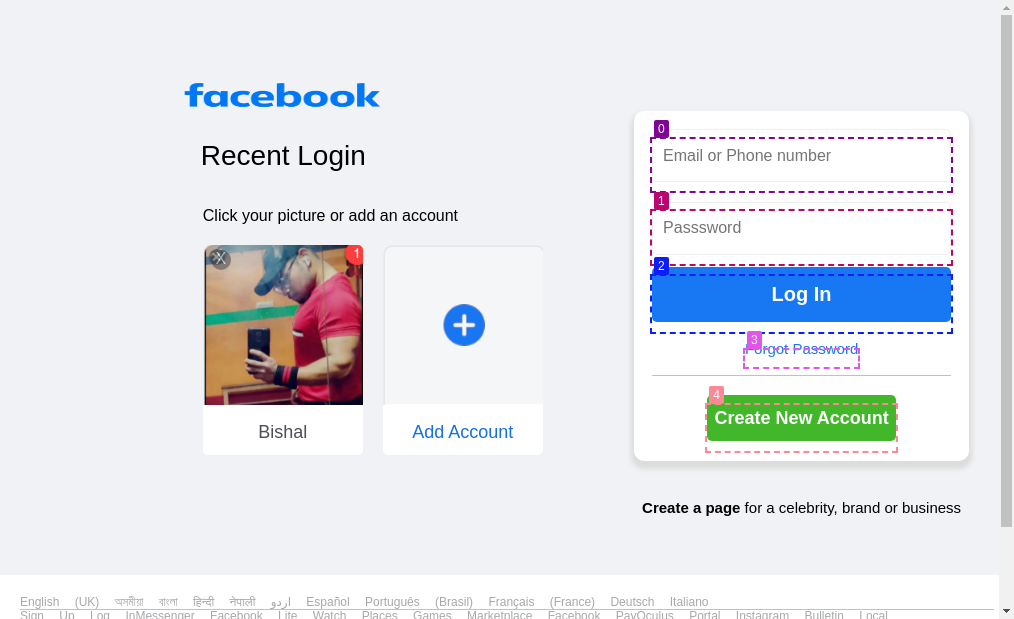 facebook
Recent Login
Click your picture or add an account
X
1
Bishal
Add Account
0
Email or Phone number
1
Passsword
2
Log In
3
Forgot Password
4
Create New Account
Create a page for a celebrity, brand or business
English (UK) অসমীয়া বাংলা हिन्दी नेपाली اردو Español Português (Brasil) Français (France) Deutsch Italiano
Sign Up Log InMessenger Facebook Lite Watch Places Games Marketplace Facebook PayOculus Portal Instagram Bulletin Local